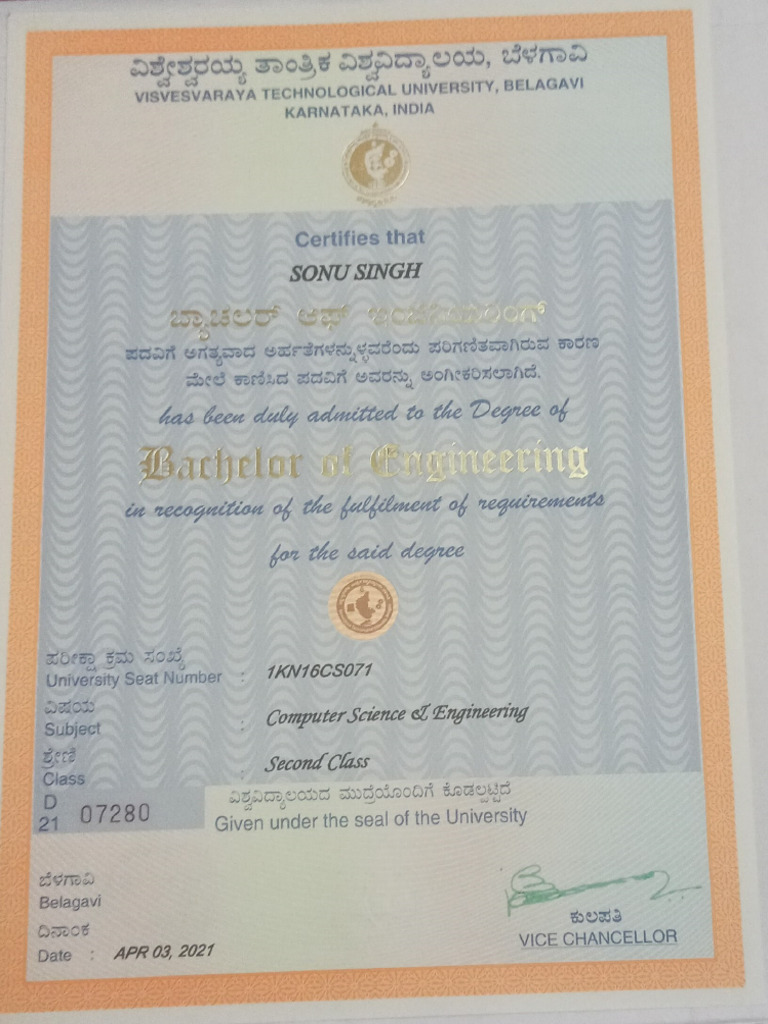 ವಿಶ್ವೇಶ್ವರಯ್ಯ ತಾಂತ್ರಿಕ ವಿಶ್ವವಿದ್ಯಾಲಯ, ಬೆಳಗಾವಿ
VISVESVARAYA TECHNOLOGICAL UNIVERSITY, BELAGAVI
KARNATAKA, INDIA
Certifies that
SONU SINGH
ಬ್ಯಾಚಲರ್ ಆಫ್ ಇಂಜಿನಿಯರಿಂಗ್
ಪದವಿಗೆ ಅಗತ್ಯವಾದ ಅರ್ಹತೆಗಳನ್ನುಳ್ಳವರೆಂದು ಪರಿಗಣಿತವಾಗಿರುವ ಕಾರಣ
ಮೇಲೆ ಕಾಣಿಸಿದ ಪದವಿಗೆ ಅವರನ್ನು ಅಂಗೀಕರಿಸಲಾಗಿದೆ.
has been duly admitted to the Degree of
Bachelor of Engineering
in recognition of the fulfilment of requirements
for the said degree
ಪರೀಕ್ಷಾ ಕ್ರಮ ಸಂಖ್ಯೆ
University Seat Number : 1KN16CS071
ವಿಷಯ
Subject : Computer Science & Engineering
ಶ್ರೇಣಿ
Class : Second Class
D
21 07280
ವಿಶ್ವವಿದ್ಯಾಲಯದ ಮುದ್ರೆಯೊಂದಿಗೆ ಕೊಡಲ್ಪಟ್ಟಿದೆ
Given under the seal of the University
ಬೆಳಗಾವಿ
Belagavi
ದಿನಾಂಕ
Date : APR 03, 2021
ಕುಲಪತಿ
VICE CHANCELLOR